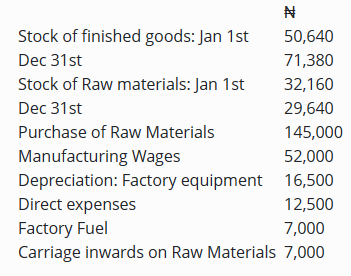 ₦
Stock of finished goods: Jan 1st 50,640
Dec 31st 71,380
Stock of Raw materials: Jan 1st 32,160
Dec 31st 29,640
Purchase of Raw Materials 145,000
Manufacturing Wages 52,000
Depreciation: Factory equipment 16,500
Direct expenses 12,500
Factory Fuel 7,000
Carriage inwards on Raw Materials 7,000